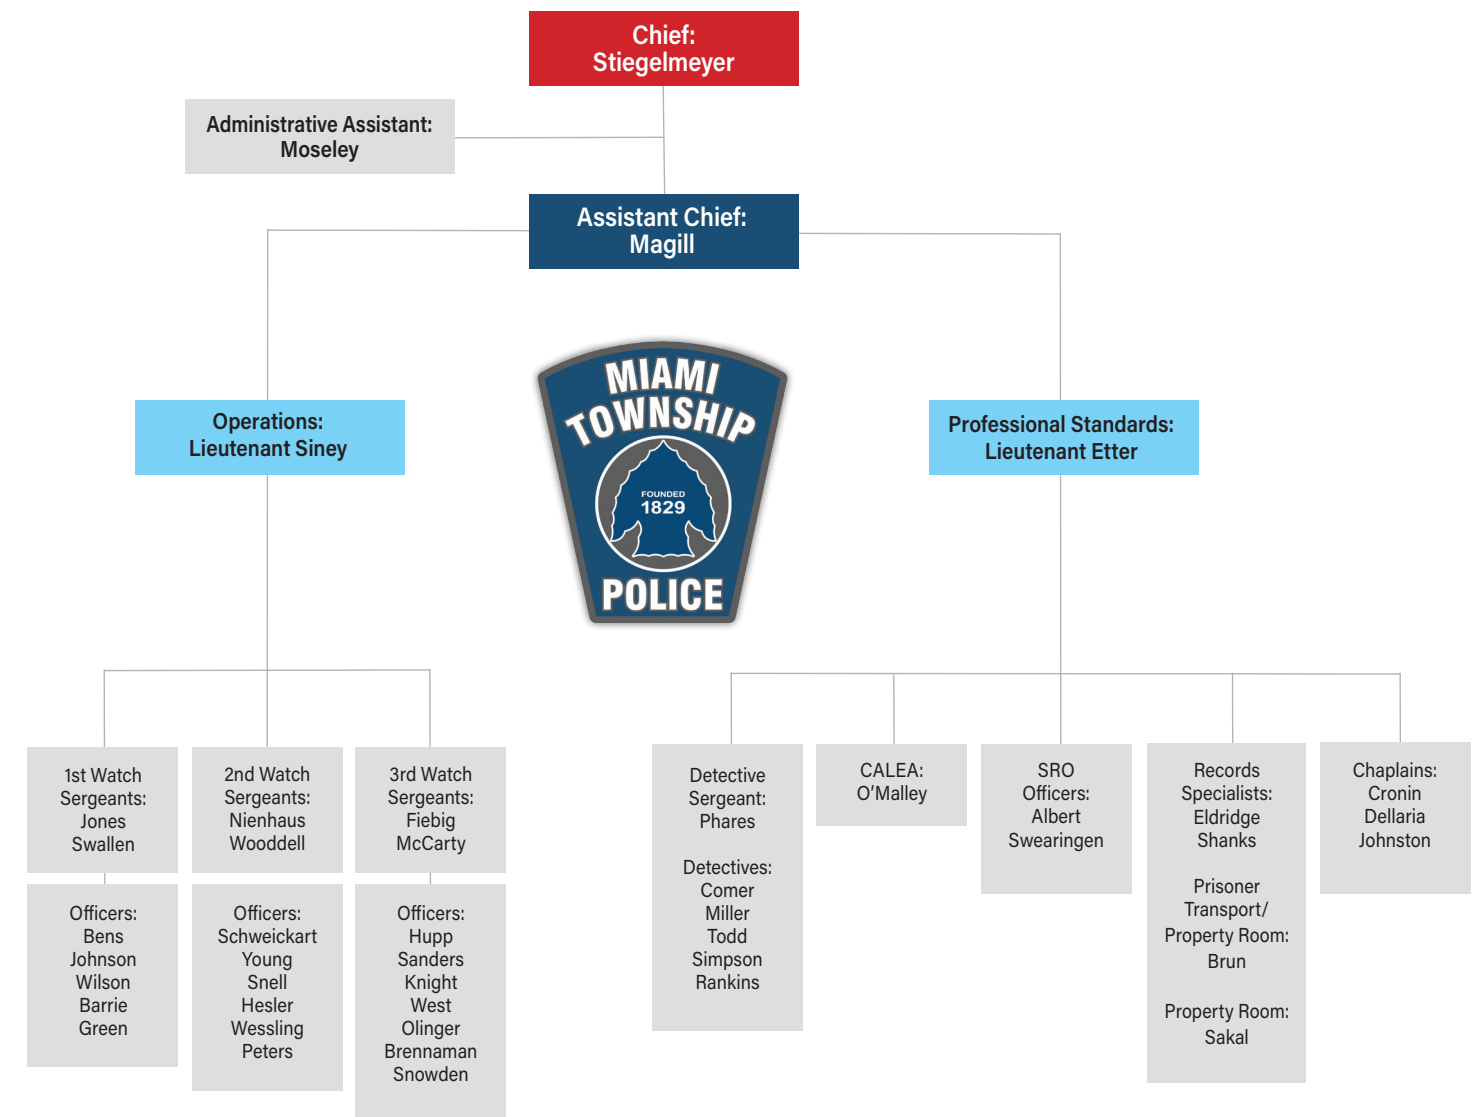 Chief:
Stiegelmeyer
Administrative Assistant:
Moseley
Assistant Chief:
Magill
MIAMI
TOWNSHIP
FOUNDED
1829
POLICE
Operations:
Lieutenant Siney
Professional Standards:
Lieutenant Etter
1st Watch
Sergeants:
Jones
Swallen
Officers:
Bens
Johnson
Wilson
Barrie
Green
2nd Watch
Sergeants:
Nienhaus
Wooddell
Officers:
Schweickart
Young
Snell
Hesler
Wessling
Peters
3rd Watch
Sergeants:
Fiebig
McCarty
Officers:
Hupp
Sanders
Knight
West
Olinger
Brennaman
Snowden
Detective
Sergeant:
Phares
Detectives:
Comer
Miller
Todd
Simpson
Rankins
CALEA:
O’Malley
SRO
Officers:
Albert
Swearingen
Records
Specialists:
Eldridge
Shanks
Prisoner
Transport/
Property Room:
Brun
Property Room:
Sakal
Chaplains:
Cronin
Dellaria
Johnston